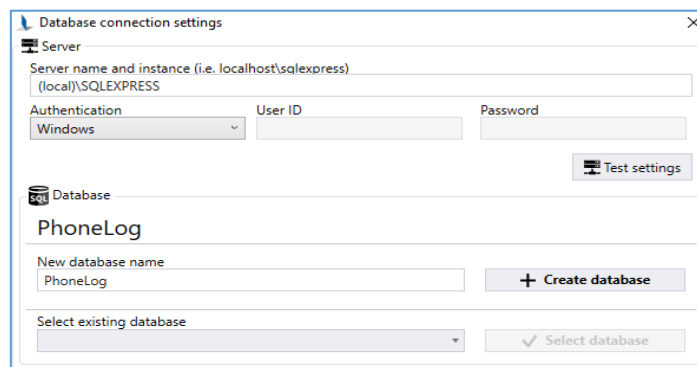 Database connection settings
Server
Server name and instance (i.e. localhost\sqlexpress)
(local)\SQLEXPRESS
Authentication User ID Password
Windows
Test settings
SQL Database
PhoneLog
New database name
PhoneLog + Create database
Select existing database
Select database